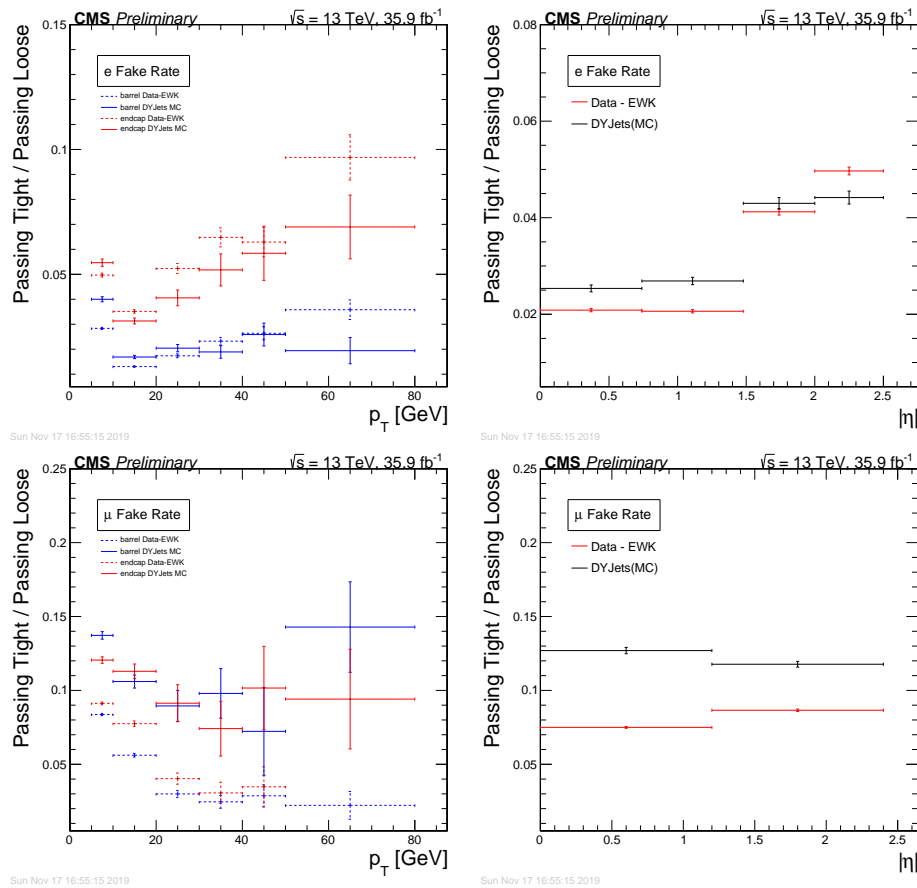 CMS Preliminary √s = 13 TeV, 35.9 fb⁻¹
Passing Tight / Passing Loose
0.15
0.1
0.05
e Fake Rate
barrel Data-EWK
barrel DYJets MC
endcap Data-EWK
endcap DYJets MC
0 20 40 60 80
p_T [GeV]
Sun Nov 17 16:55:15 2019
CMS Preliminary √s = 13 TeV, 35.9 fb⁻¹
Passing Tight / Passing Loose
0.08
0.06
0.04
0.02
e Fake Rate
Data - EWK
DYJets(MC)
0 0.5 1 1.5 2 2.5
|η|
Sun Nov 17 16:55:15 2019
CMS Preliminary √s = 13 TeV, 35.9 fb⁻¹
Passing Tight / Passing Loose
0.25
0.2
0.15
0.1
0.05
μ Fake Rate
barrel Data-EWK
barrel DYJets MC
endcap Data-EWK
endcap DYJets MC
0 20 40 60 80
p_T [GeV]
Sun Nov 17 16:55:15 2019
CMS Preliminary √s = 13 TeV, 35.9 fb⁻¹
Passing Tight / Passing Loose
0.25
0.2
0.15
0.1
0.05
μ Fake Rate
Data - EWK
DYJets(MC)
0 0.5 1 1.5 2 2.5
|η|
Sun Nov 17 16:55:15 2019